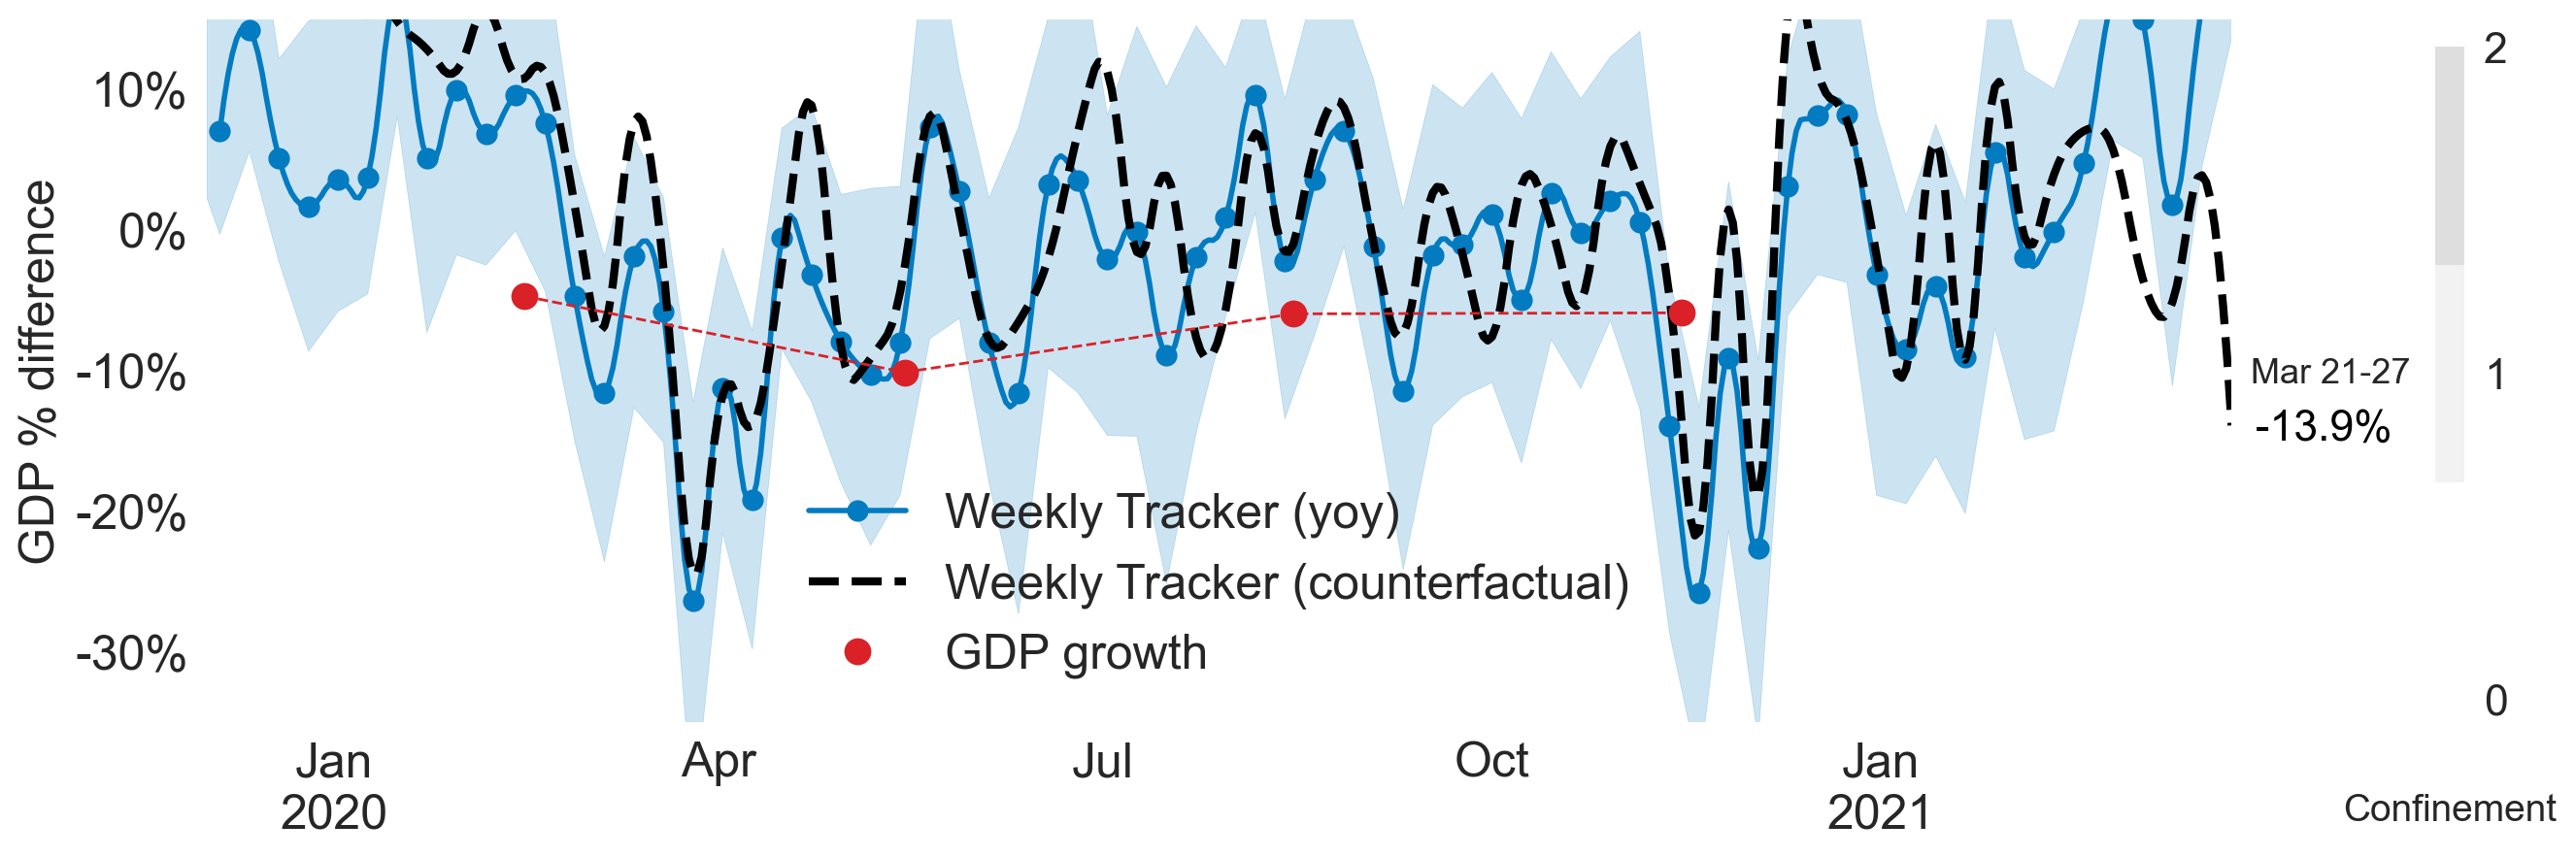 GDP % difference
10%
0%
-10%
-20%
-30%
Weekly Tracker (yoy)
Weekly Tracker (counterfactual)
GDP growth
Mar 21-27
-13.9%
2
1
0
Jan
2020
Apr
Jul
Oct
Jan
2021
Confinement